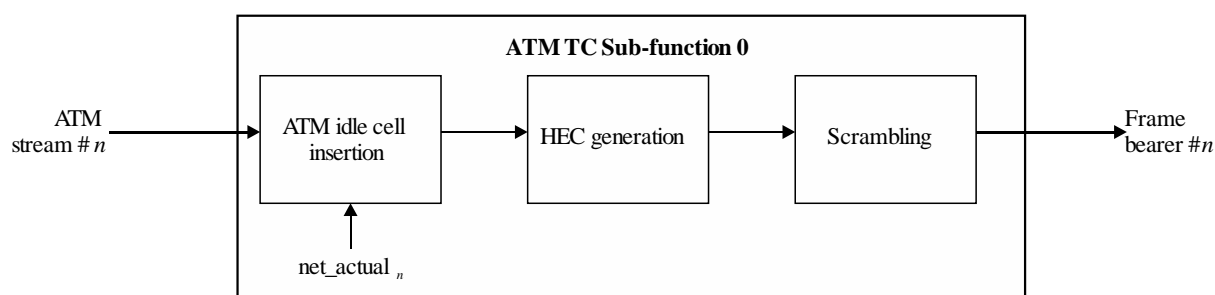 ATM TC Sub-function 0
ATM
stream # n
ATM idle cell
insertion
HEC generation
Scrambling
Frame
bearer #n
net_actual n